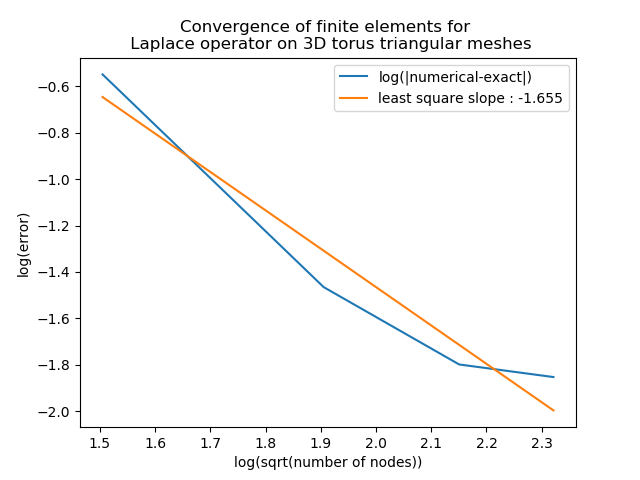 Convergence of finite elements for
Laplace operator on 3D torus triangular meshes
log(|numerical-exact|)
least square slope : -1.655
log(error)
−0.6
−0.8
−1.0
−1.2
−1.4
−1.6
−1.8
−2.0
1.5 1.6 1.7 1.8 1.9 2.0 2.1 2.2 2.3
log(sqrt(number of nodes))